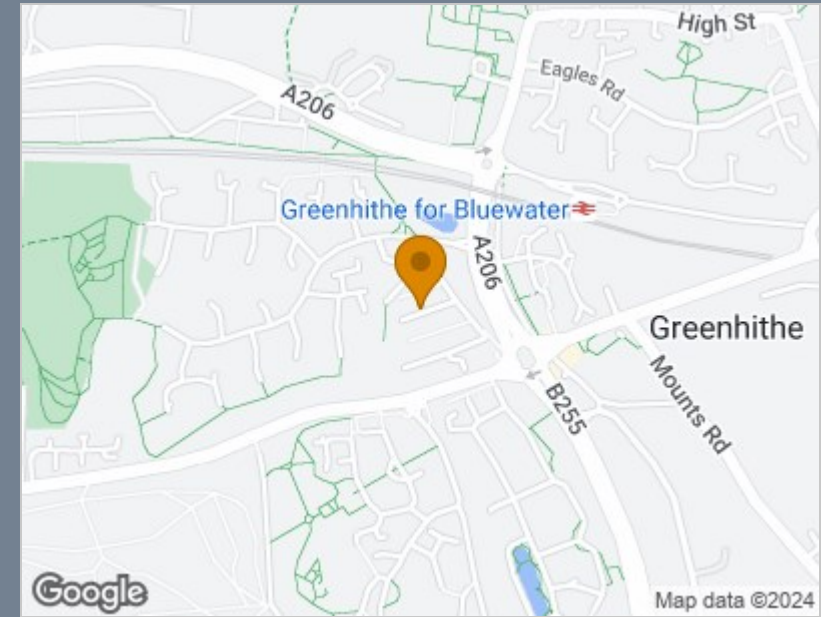 High St
Eagles Rd
A206
Greenhithe for Bluewater
A206
Greenhithe
Mounts Rd
B255
Google
Map data ©2024